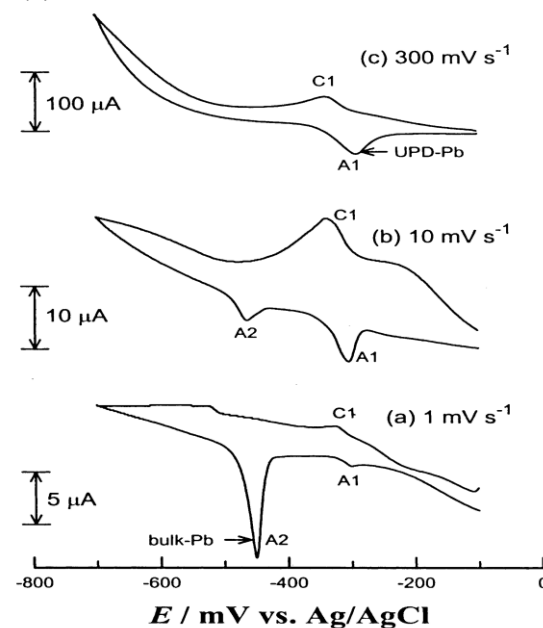 C1
(c) 300 mV s⁻¹
100 µA
A1
UPD-Pb
C1
(b) 10 mV s⁻¹
10 µA
A2
A1
C1
(a) 1 mV s⁻¹
A1
5 µA
bulk-Pb
A2
-800 -600 -400 -200 0
E / mV vs. Ag/AgCl